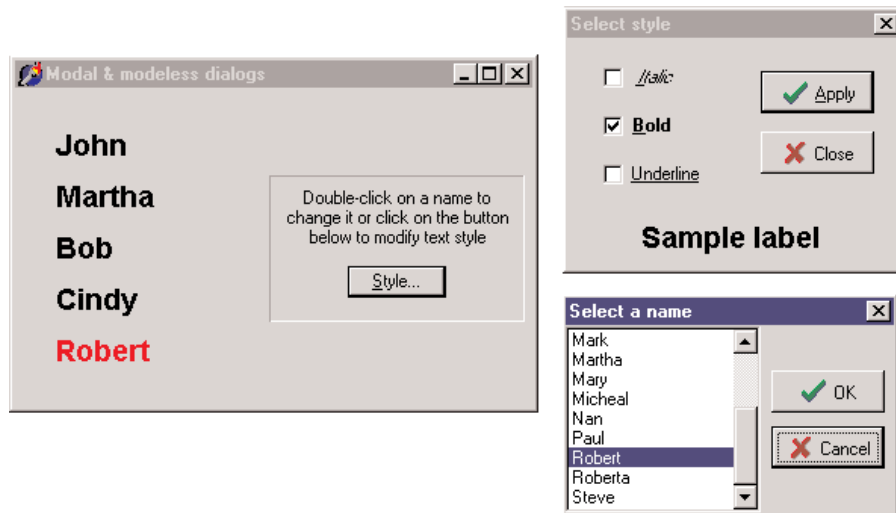 Modal & modeless dialogs
John
Martha
Bob
Cindy
Robert
Double-click on a name to
change it or click on the button
below to modify text style
Style...
Select style
Italic
Bold
Underline
Apply
Close
Sample label
Select a name
Mark
Martha
Mary
Micheal
Nan
Paul
Robert
Roberta
Steve
OK
Cancel